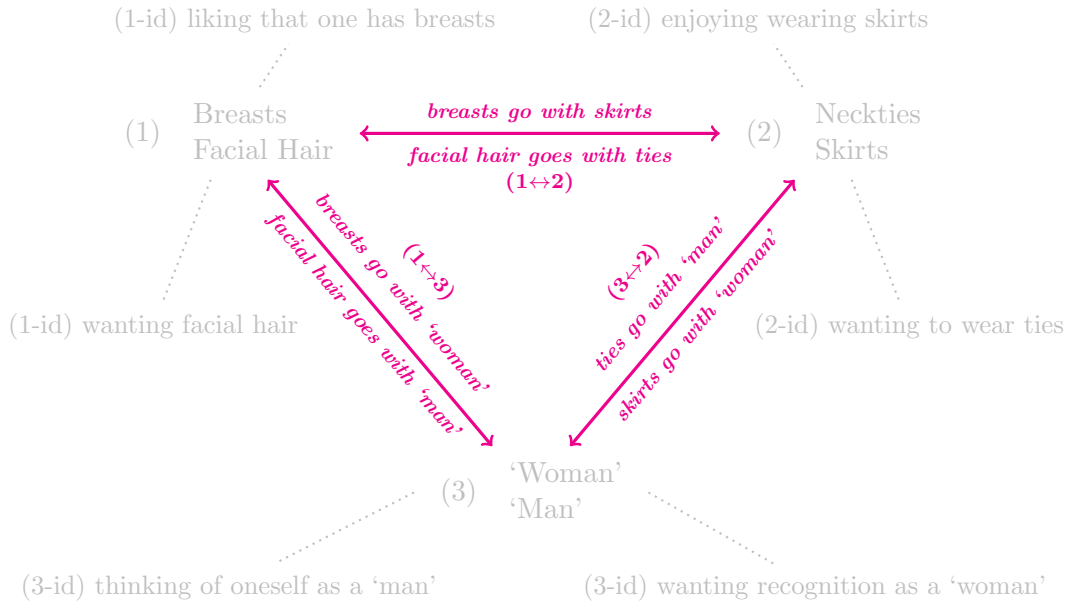 (1-id) liking that one has breasts
(2-id) enjoying wearing skirts
(1)
Breasts
Facial Hair
breasts go with skirts
facial hair goes with ties
(1↔2)
(2)
Neckties
Skirts
breasts go with ‘woman’
facial hair goes with ‘man’
(1↔3)
(3↔2)
ties go with ‘man’
skirts go with ‘woman’
(1-id) wanting facial hair
(2-id) wanting to wear ties
(3)
‘Woman’
‘Man’
(3-id) thinking of oneself as a ‘man’
(3-id) wanting recognition as a ‘woman’